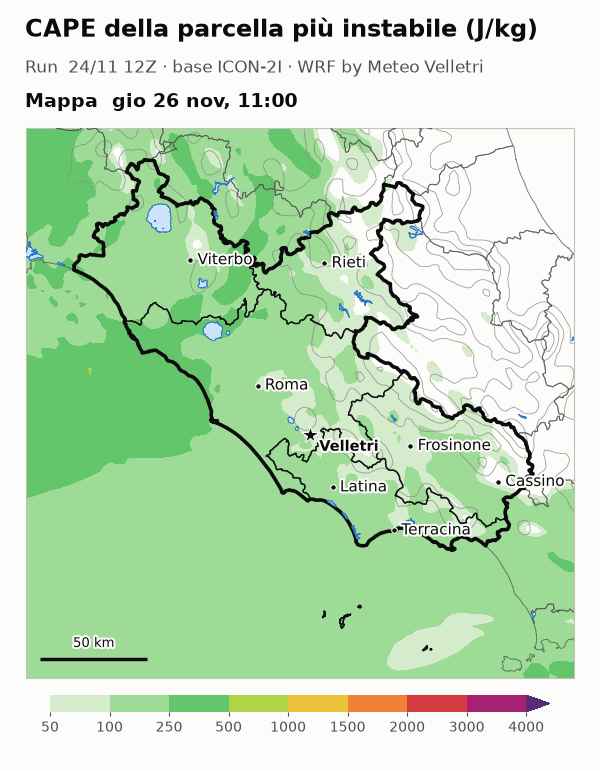 CAPE della parcella più instabile (J/kg)
Run  24/11 12Z · base ICON-2I · WRF by Meteo Velletri
Mappa  gio 26 nov, 11:00
Viterbo
Rieti
Roma
Velletri
Frosinone
Cassino
Latina
Terracina
50 km
50 100 250 500 1000 1500 2000 3000 4000